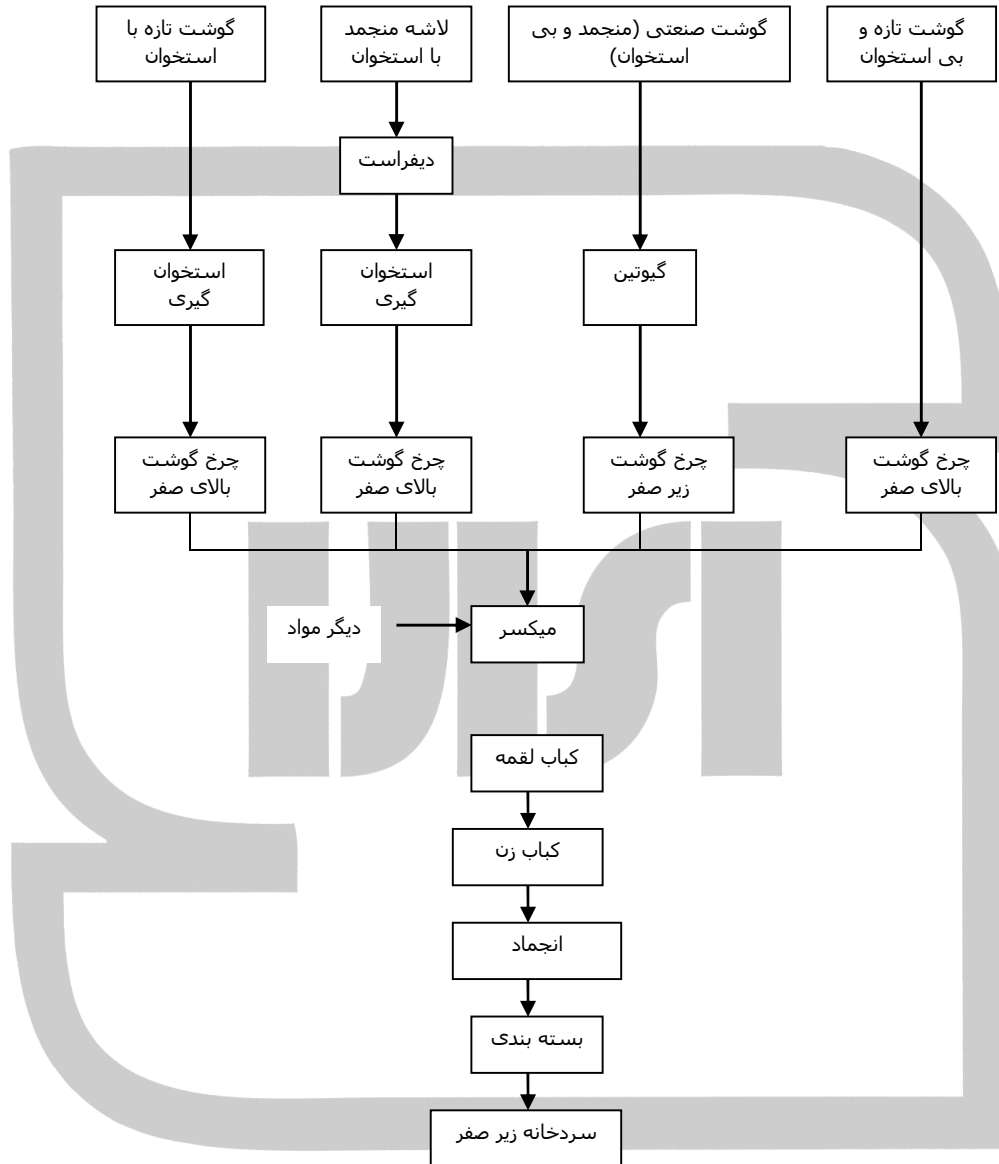 گوشت تازه و
بی استخوان
گوشت صنعتی (منجمد و بی
استخوان)
لاشه منجمد
با استخوان
گوشت تازه با
استخوان
دیفراست
گیوتین
استخوان
گیری
استخوان
گیری
چرخ گوشت
بالای صفر
چرخ گوشت
زیر صفر
چرخ گوشت
بالای صفر
چرخ گوشت
بالای صفر
میکسر
دیگر مواد
کباب لقمه
کباب زن
انجماد
بسته بندی
سردخانه زیر صفر